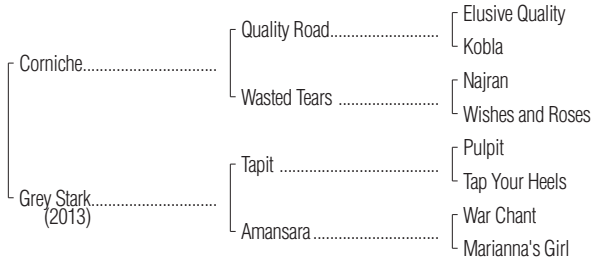 Elusive Quality
Quality Road
Kobla
Corniche
Najran
Wasted Tears
Wishes and Roses
Pulpit
Tapit
Tap Your Heels
Grey Stark
(2013)
War Chant
Amansara
Marianna's Girl